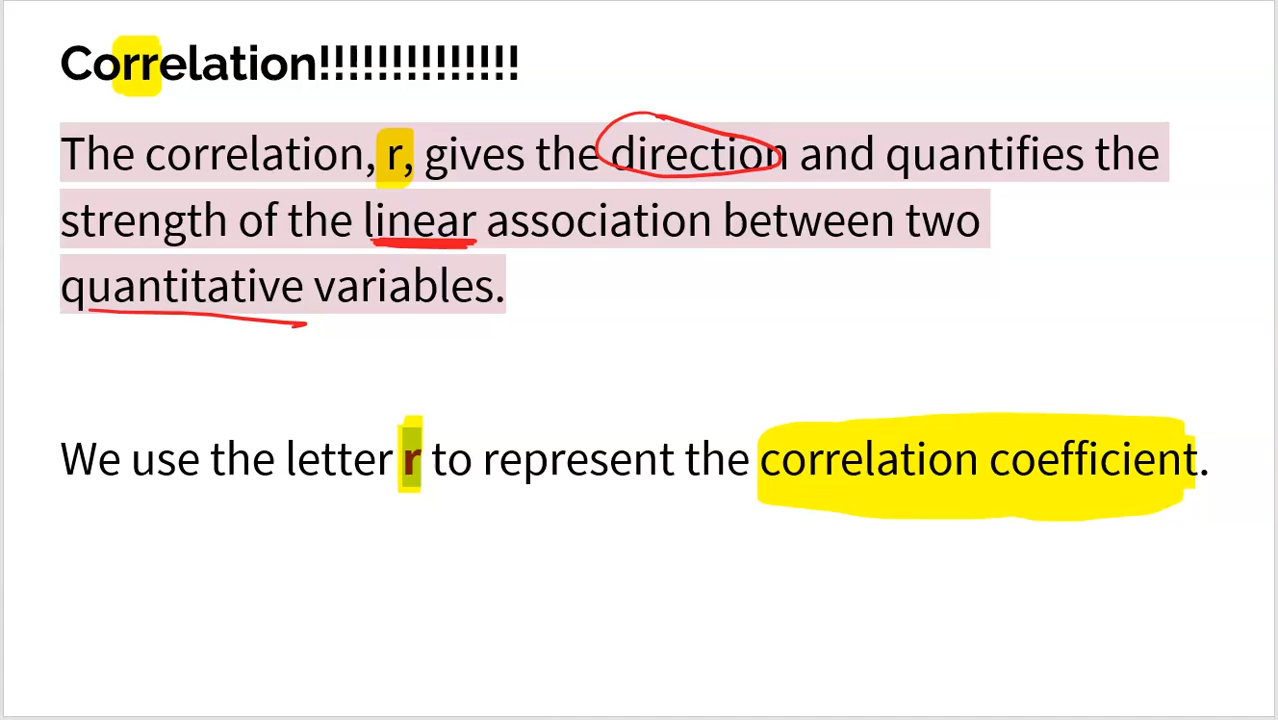 Correlation!!!!!!!!!!!!!!
The correlation, r, gives the direction and quantifies the
strength of the linear association between two
quantitative variables.
We use the letter r to represent the correlation coefficient.